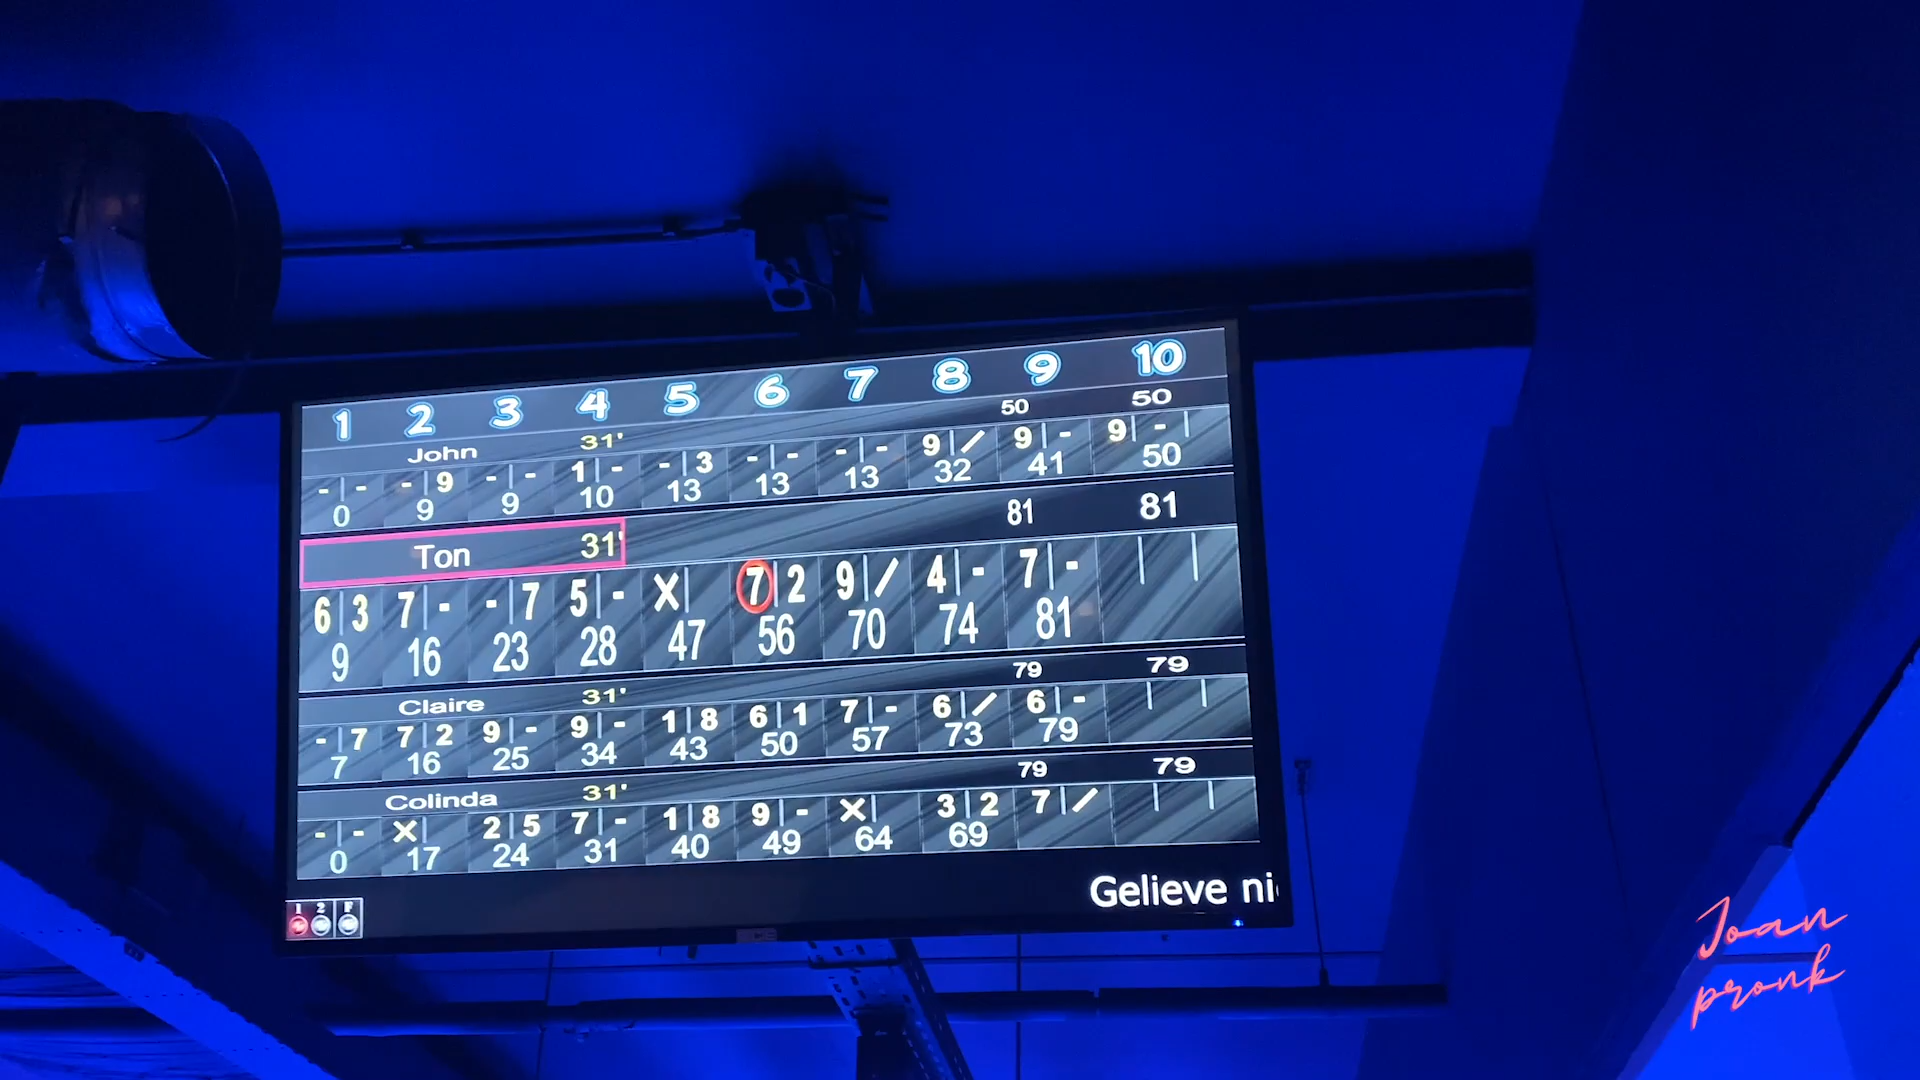 1 2 3 4 5 6 7 8 9 10
John 31' 50 50
- - - 9 - - 1 - - 3 - - - - 9 / 9 - 9 -
0 9 9 10 13 13 13 32 41 50
Ton 31' 81 81
6 3 7 - - 7 5 - X 7 2 9 / 4 - 7 -
9 16 23 28 47 56 70 74 81
Claire 31' 79 79
- 7 7 2 9 - 9 - 1 8 6 1 7 - 6 / 6 -
7 16 25 34 43 50 57 73 79
Colinda 31' 79 79
- - X 2 5 7 - 1 8 9 - X 3 2 7 /
0 17 24 31 40 49 64 69
Gelieve ni
1 2 F
Joan
pronk